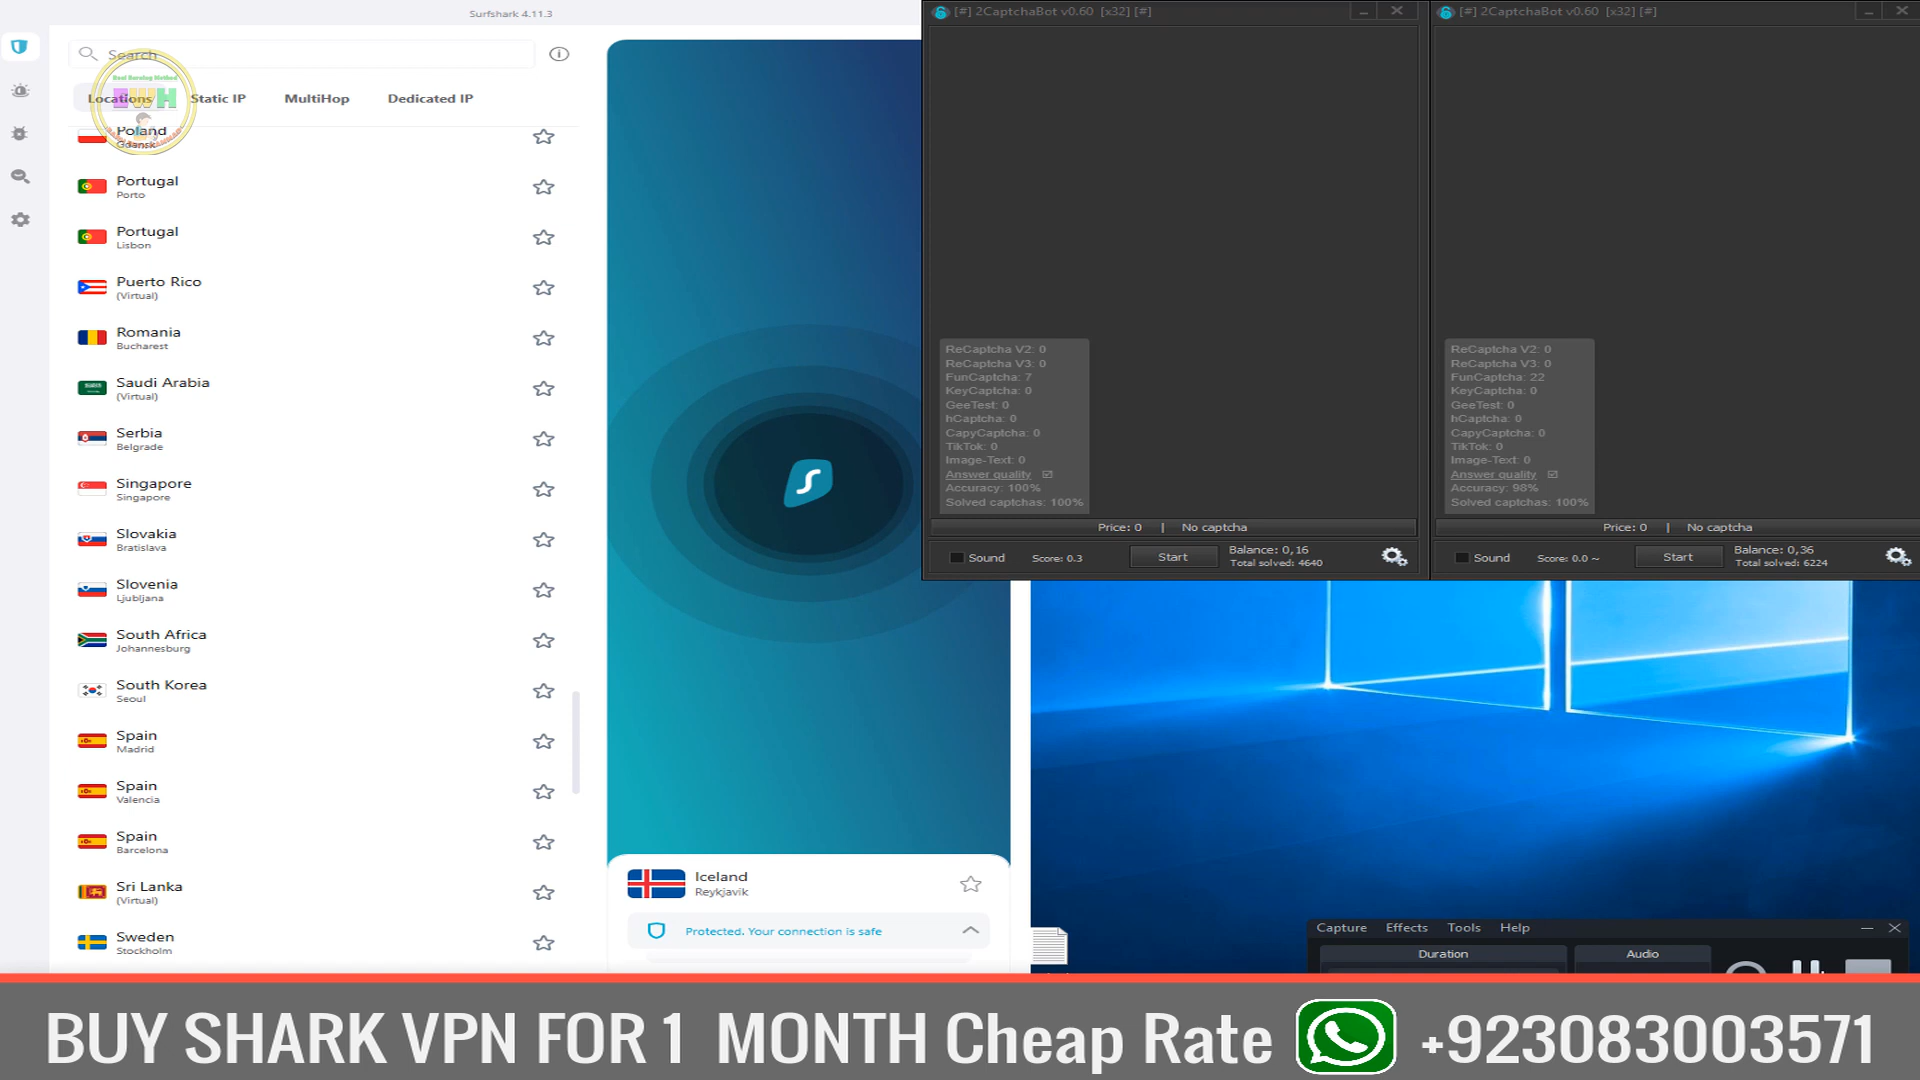 Surfshark 4.11.3
Search
Locations
Static IP
MultiHop
Dedicated IP
Real Earning Method
EWH
Poland
Gdansk
Portugal
Porto
Portugal
Lisbon
Puerto Rico
(Virtual)
Romania
Bucharest
Saudi Arabia
(Virtual)
Serbia
Belgrade
Singapore
Singapore
Slovakia
Bratislava
Slovenia
Ljubljana
South Africa
Johannesburg
South Korea
Seoul
Spain
Madrid
Spain
Valencia
Spain
Barcelona
Sri Lanka
(Virtual)
Sweden
Stockholm
Iceland
Reykjavik
Protected. Your connection is safe
[#] 2CaptchaBot v0.60 [x32] [#]
ReCaptcha V2: 0
ReCaptcha V3: 0
FunCaptcha: 7
KeyCaptcha: 0
GeeTest: 0
hCaptcha: 0
CapyCaptcha: 0
TikTok: 0
Image-Text: 0
Answer quality
Accuracy: 100%
Solved captchas: 100%
Price: 0 | No captcha
Sound
Score: 0.3
Start
Balance: 0,16
Total solved: 4640
[#] 2CaptchaBot v0.60 [x32] [#]
ReCaptcha V2: 0
ReCaptcha V3: 0
FunCaptcha: 22
KeyCaptcha: 0
GeeTest: 0
hCaptcha: 0
CapyCaptcha: 0
TikTok: 0
Image-Text: 0
Answer quality
Accuracy: 98%
Solved captchas: 100%
Price: 0 | No captcha
Sound
Score: 0.0 ~
Start
Balance: 0,36
Total solved: 6224
Capture Effects Tools Help
Duration
Audio
BUY SHARK VPN FOR 1 MONTH Cheap Rate +923083003571